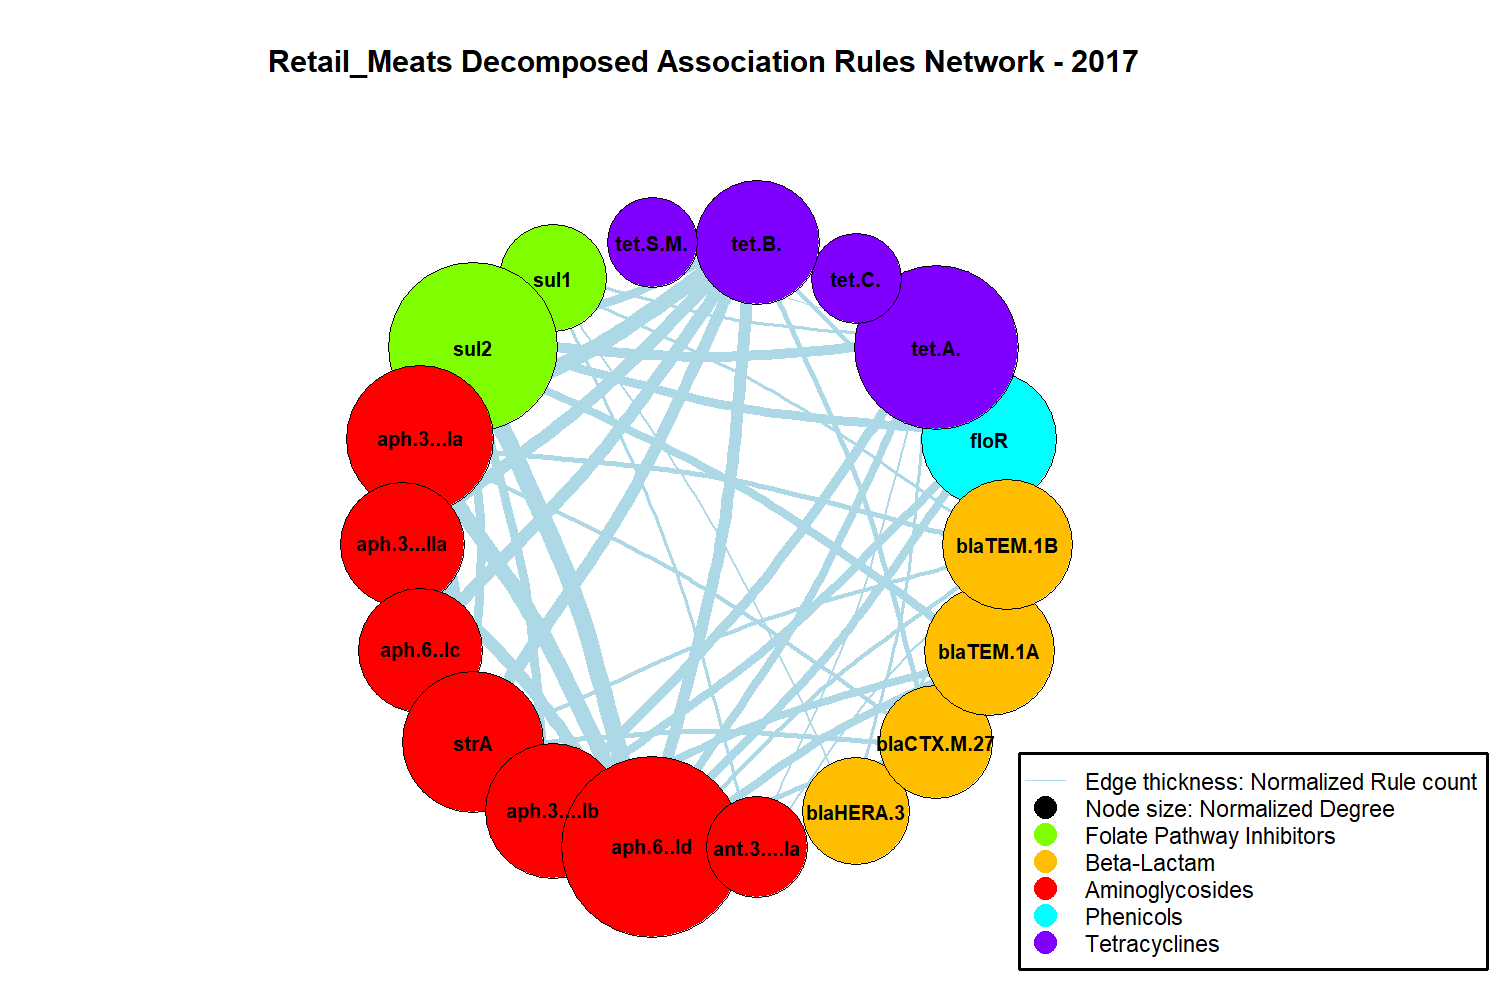 Retail_Meats Decomposed Association Rules Network - 2017
tet.S.M.
tet.B.
tet.C.
sul1
sul2
tet.A.
aph.3...Ia
floR
aph.3...IIa
blaTEM.1B
aph.6..Ic
blaTEM.1A
strA
blaCTX.M.27
aph.3....Ib
blaHERA.3
aph.6..Id
ant.3....Ia
Edge thickness: Normalized Rule count
Node size: Normalized Degree
Folate Pathway Inhibitors
Beta-Lactam
Aminoglycosides
Phenicols
Tetracyclines